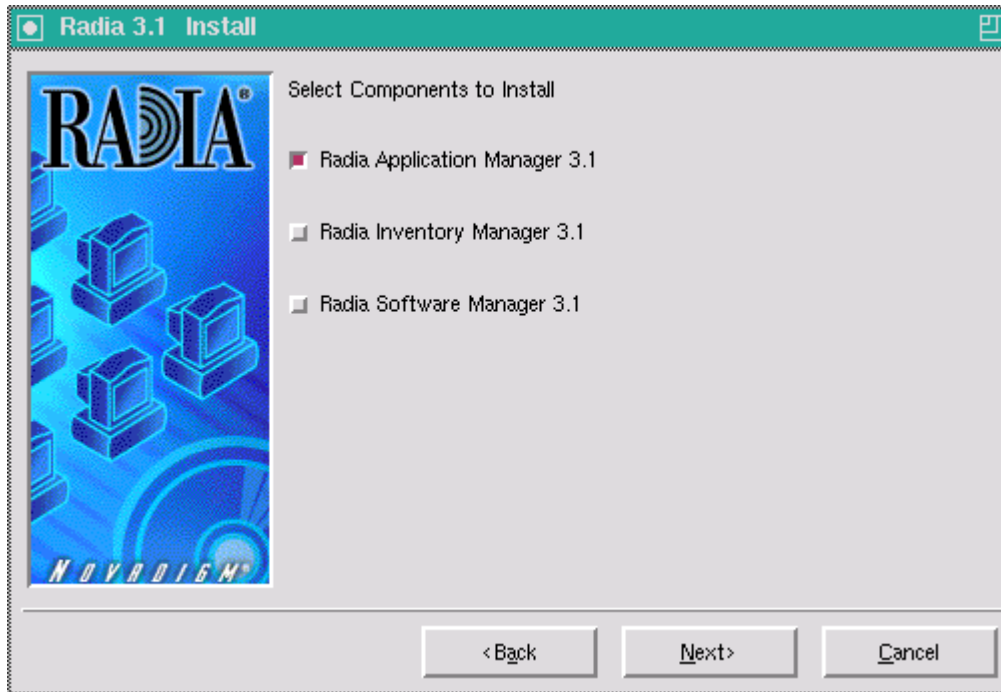 Radia 3.1 Install
RADIA®
Select Components to Install
Radia Application Manager 3.1
Radia Inventory Manager 3.1
Radia Software Manager 3.1
NOVADIGM®
<Back
Next>
Cancel